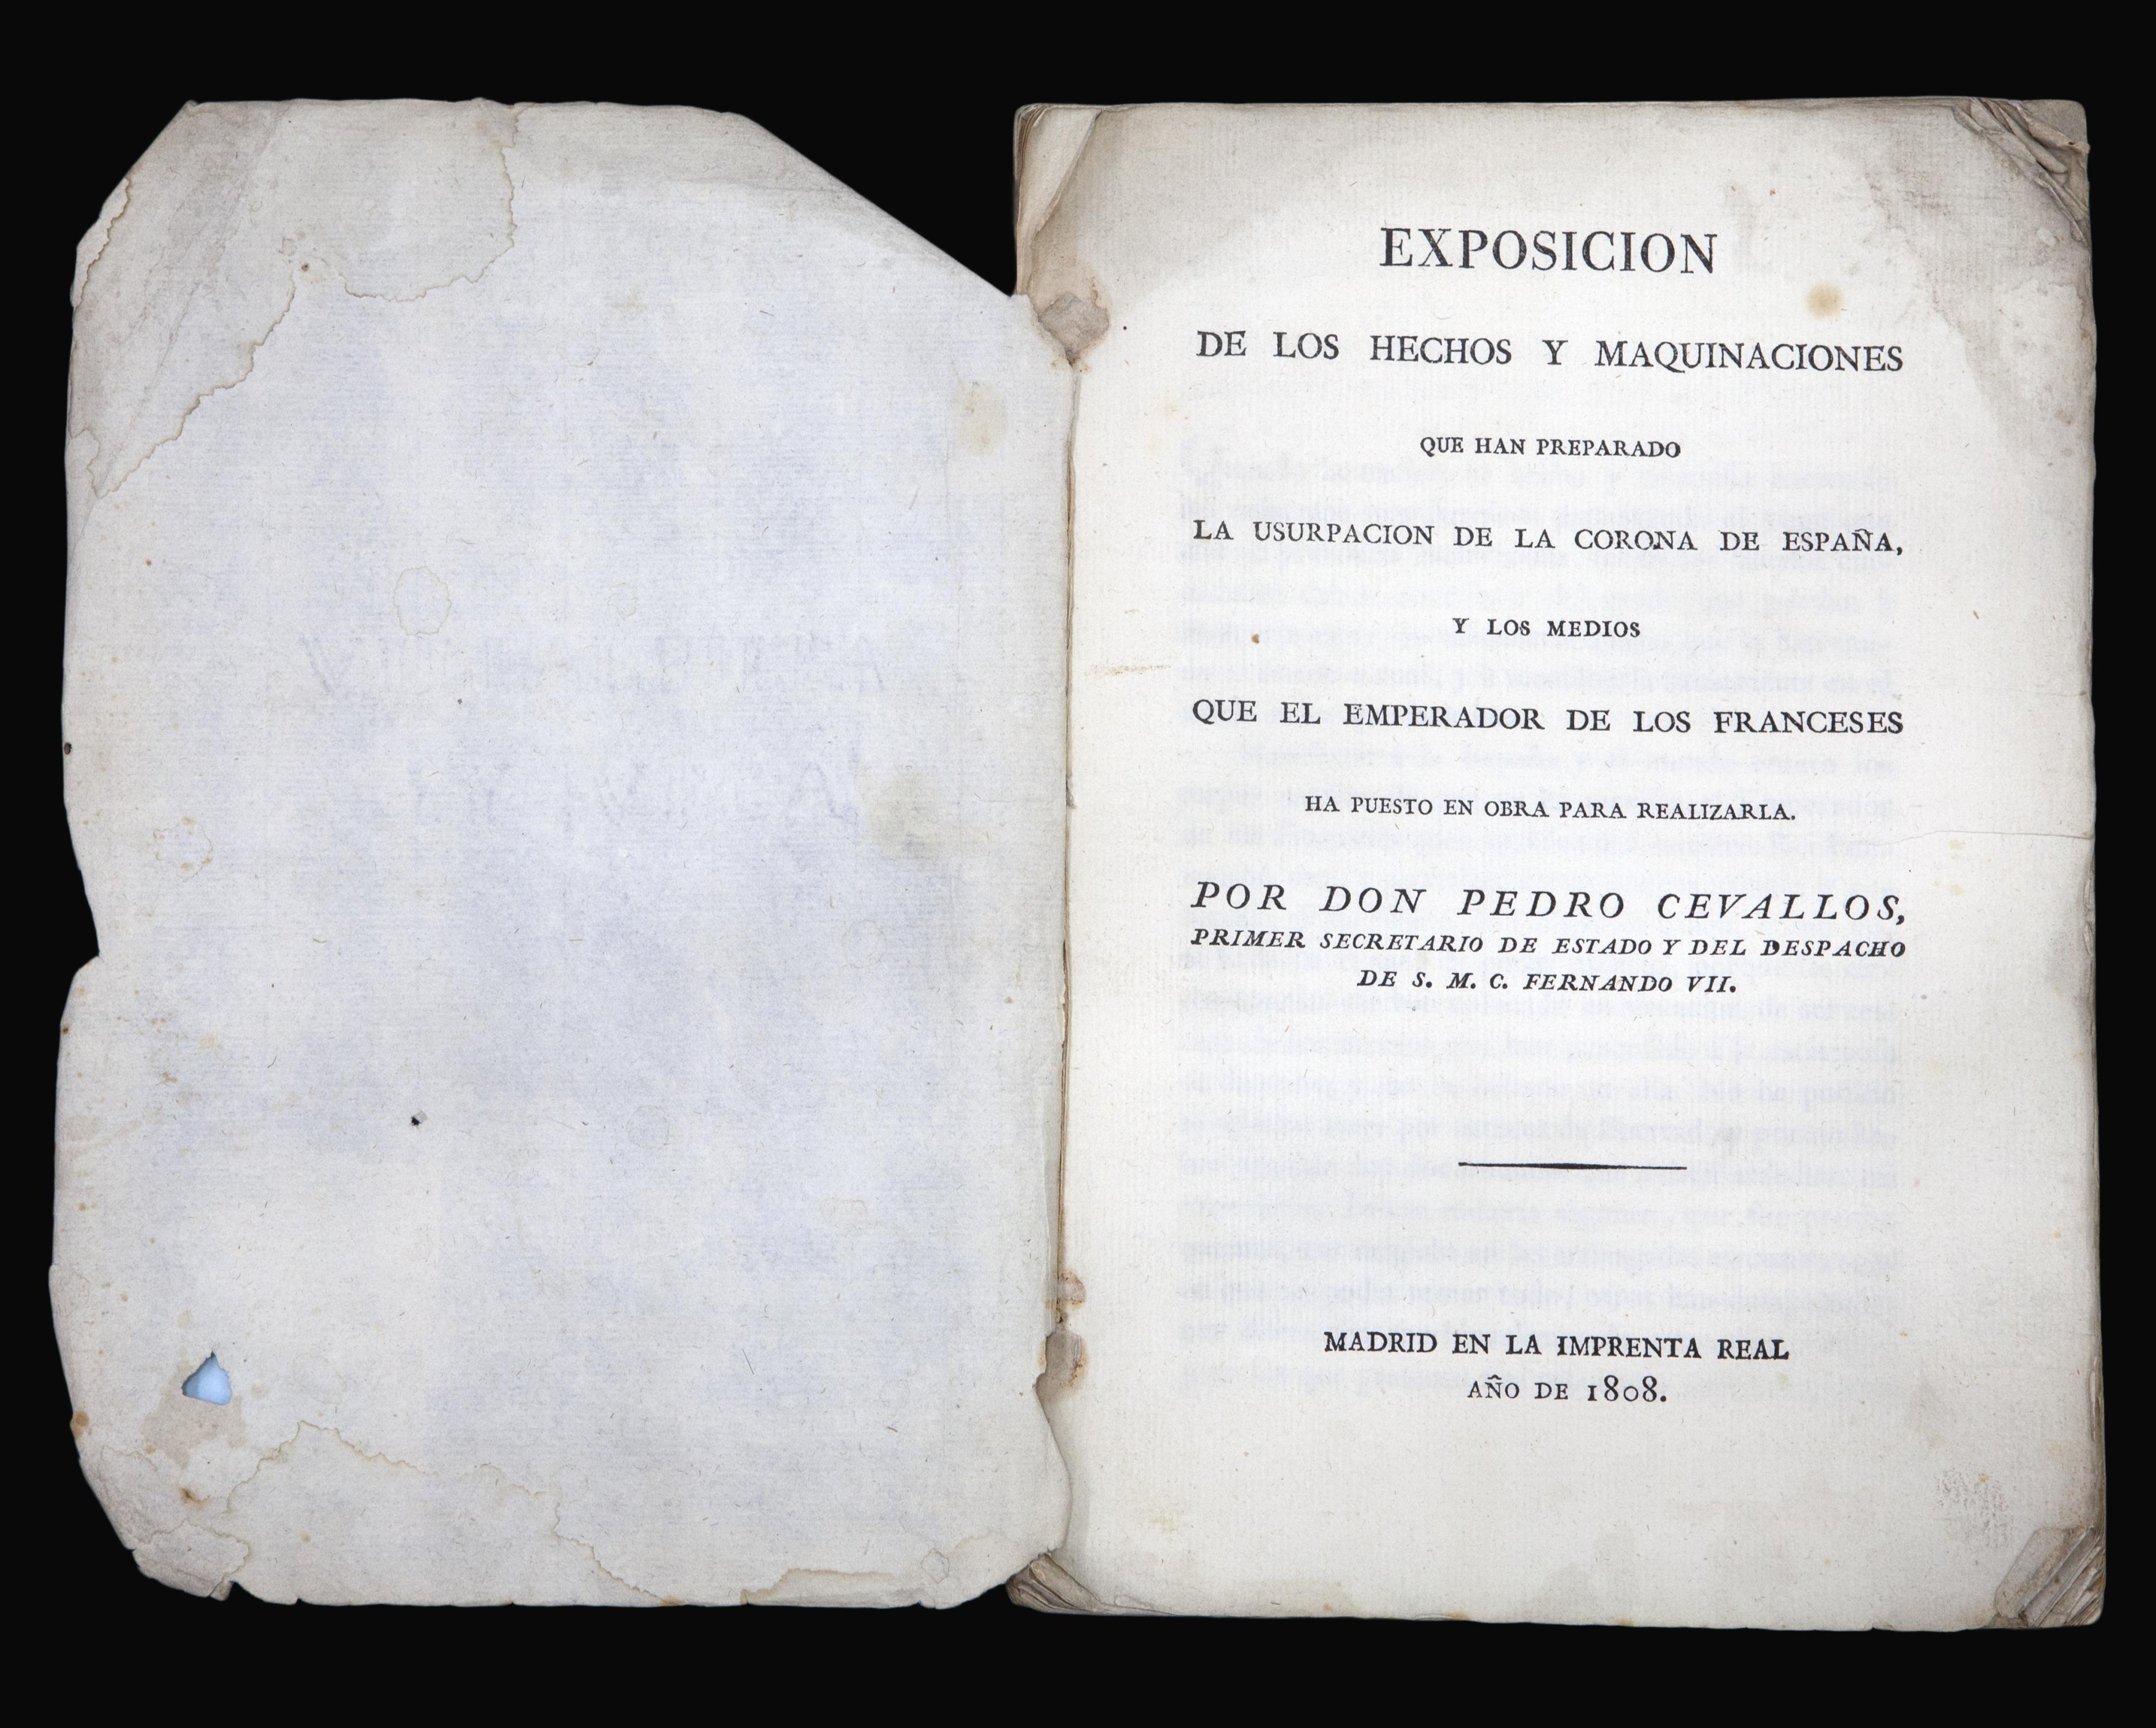 EXPOSICION
DE LOS HECHOS Y MAQUINACIONES
QUE HAN PREPARADO
LA USURPACION DE LA CORONA DE ESPAÑA,
Y LOS MEDIOS
QUE EL EMPERADOR DE LOS FRANCESES
HA PUESTO EN OBRA PARA REALIZARLA.
POR DON PEDRO CEVALLOS,
PRIMER SECRETARIO DE ESTADO Y DEL DESPACHO
DE S. M. C. FERNANDO VII.
MADRID EN LA IMPRENTA REAL
AÑO DE 1808.